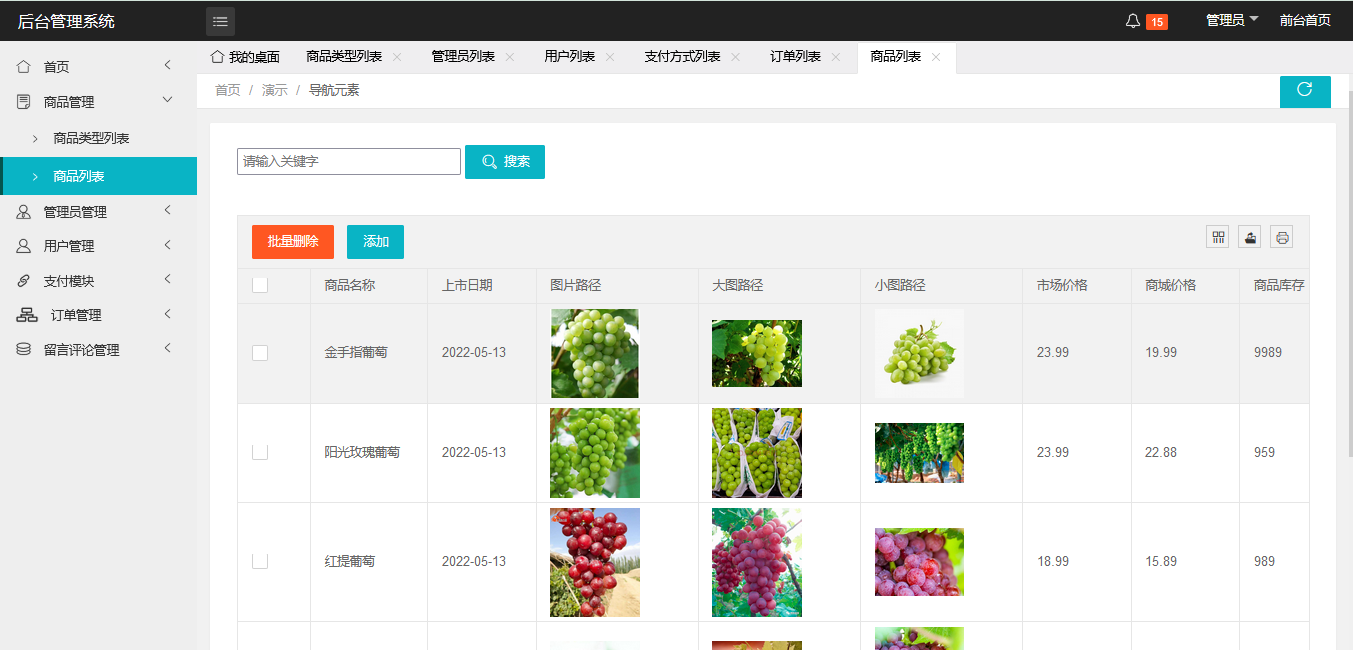 后台管理系统
15
管理员
前台首页
首页
商品管理
商品类型列表
商品列表
管理员管理
用户管理
支付模块
订单管理
留言评论管理
我的桌面 商品类型列表 管理员列表 用户列表 支付方式列表 订单列表 商品列表
首页 / 演示 / 导航元素
请输入关键字 搜索
批量删除 添加
商品名称 上市日期 图片路径 大图路径 小图路径 市场价格 商城价格 商品库存
金手指葡萄 2022-05-13 23.99 19.99 9989
阳光玫瑰葡萄 2022-05-13 23.99 22.88 959
红提葡萄 2022-05-13 18.99 15.89 989